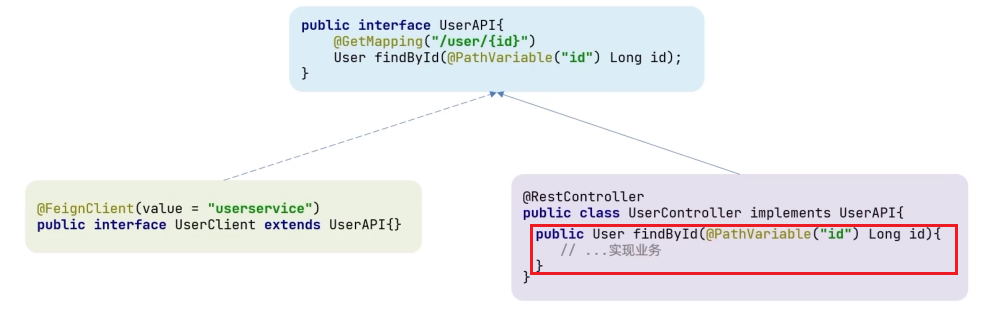 public interface UserAPI{
    @GetMapping("/user/{id}")
    User findById(@PathVariable("id") Long id);
}
@FeignClient(value = "userservice")
public interface UserClient extends UserAPI{}
@RestController
public class UserController implements UserAPI{
    public User findById(@PathVariable("id") Long id){
        // ...实现业务
    }
}